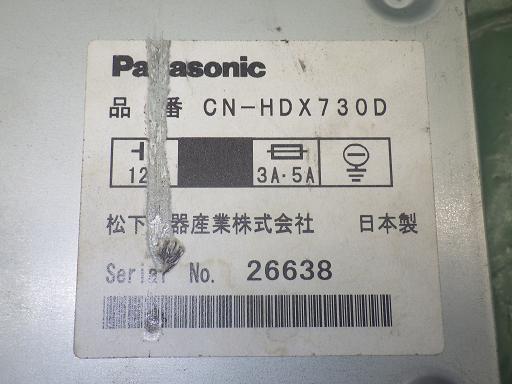 Panasonic
品番 CN-HDX730D
12 3A·5A
松下 器産業株式会社 日本製
Serial No. 26638